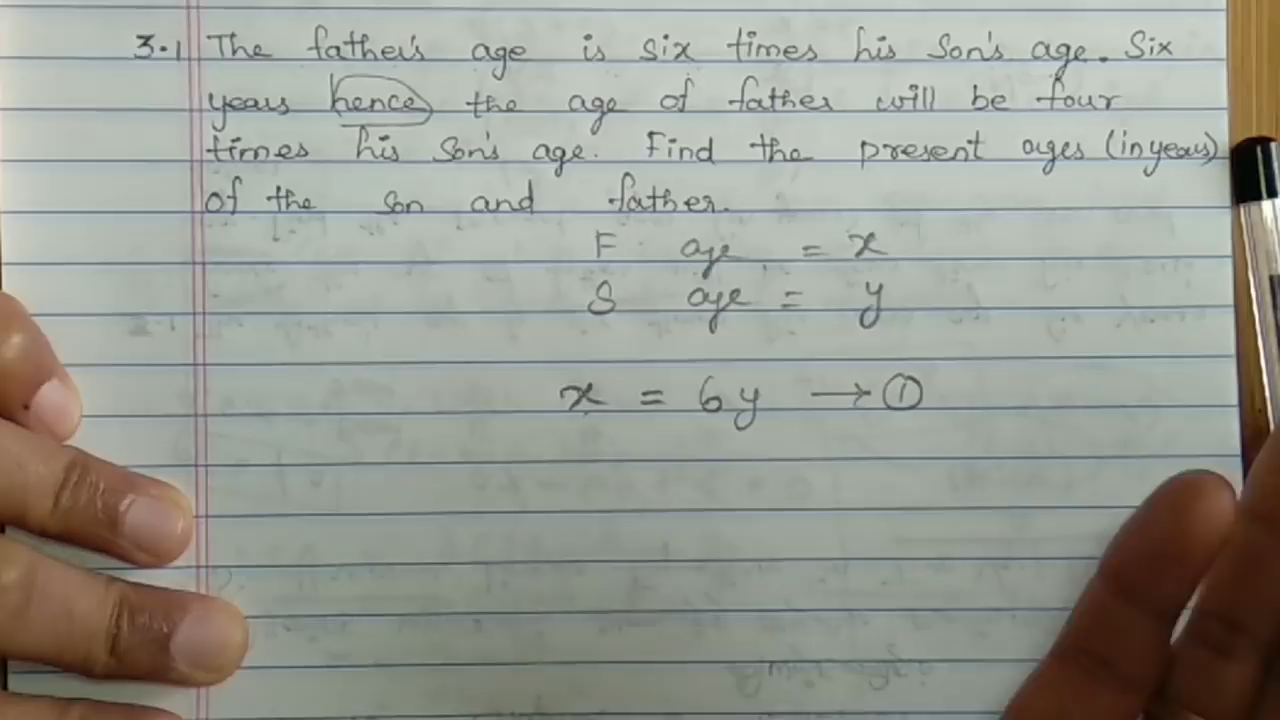 3.1 The father's age is six times his Son's age. Six
years hence the age of father will be four
times his Son's age. Find the present ages (in years)
of the son and father.
F age = x
S age = y
x = 6y → ①